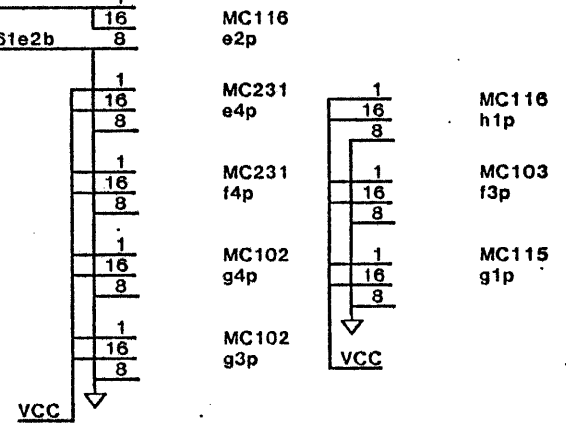 16 MC116
8 e2p
61e2b
1 MC231
16 e4p
8
1 MC231
16 f4p
8
1 MC102
16 g4p
8
1 MC102
16 g3p
8
VCC
1 MC116
16 h1p
8
1 MC103
16 f3p
8
1 MC115
16 g1p
8
VCC